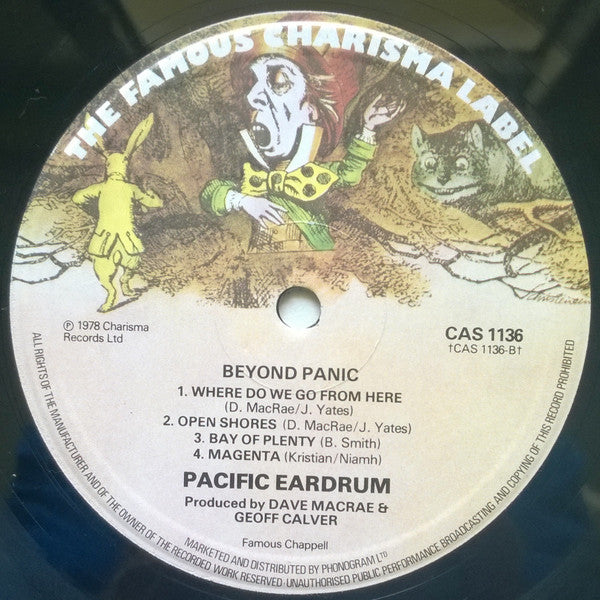 THE FAMOUS CHARISMA LABEL
℗ 1978 Charisma
Records Ltd
CAS 1136
†CAS 1136-B†
BEYOND PANIC
1. WHERE DO WE GO FROM HERE
(D. MacRae/J. Yates)
2. OPEN SHORES (D. MacRae/J. Yates)
3. BAY OF PLENTY (B. Smith)
4. MAGENTA (Kristian/Niamh)
PACIFIC EARDRUM
Produced by DAVE MACRAE &
GEOFF CALVER
Famous Chappell
MARKETED AND DISTRIBUTED BY PHONOGRAM LTD
ALL RIGHTS OF THE MANUFACTURER AND OF THE OWNER OF THE RECORDED WORK RESERVED. UNAUTHORISED PUBLIC PERFORMANCE BROADCASTING AND COPYING OF THIS RECORD PROHIBITED